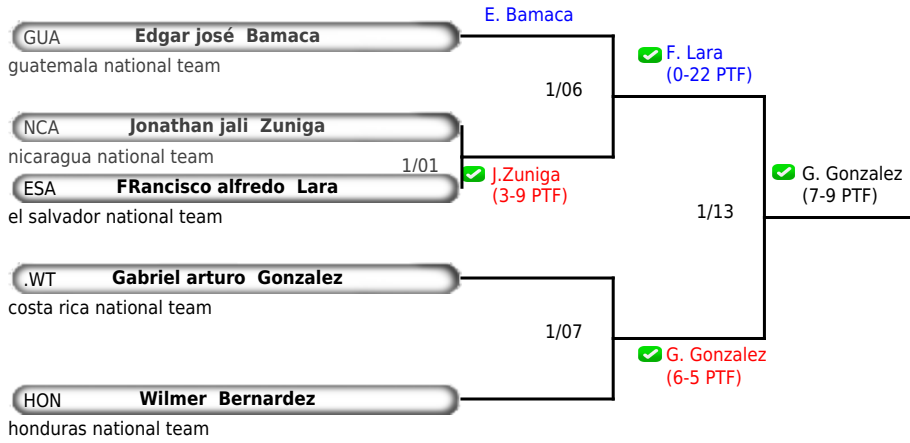 E. Bamaca
GUA Edgar josé Bamaca
guatemala national team
F. Lara
(0-22 PTF)
1/06
NCA Jonathan jali Zuniga
nicaragua national team
1/01
J.Zuniga
(3-9 PTF)
ESA FRancisco alfredo Lara
el salvador national team
G. Gonzalez
(7-9 PTF)
1/13
.WT Gabriel arturo Gonzalez
costa rica national team
1/07
G. Gonzalez
(6-5 PTF)
HON Wilmer Bernardez
honduras national team